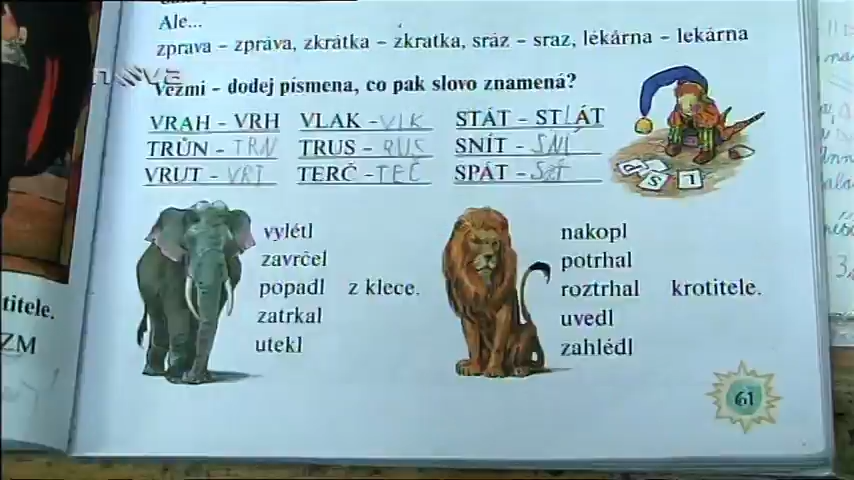 Ale...
zprava – zpráva, zkrátka – zkratka, sráz – sraz, lékárna – lekárna
nova
Vezmi – dodej písmena, co pak slovo znamená?
VRAH – VRH VLAK – VLK STÁT – STLÁT
TRŮN – TRN TRUS – RUS SNÍT – SNÍ
VRUT – VRT TERČ – TEČ SPÁT –
L S I
vylétl
zavrčel
popadl z klece.
zatrkal
utekl
nakopl
potrhal
roztrhal krotitele.
uvedl
zahlédl
titele.
ZM
61